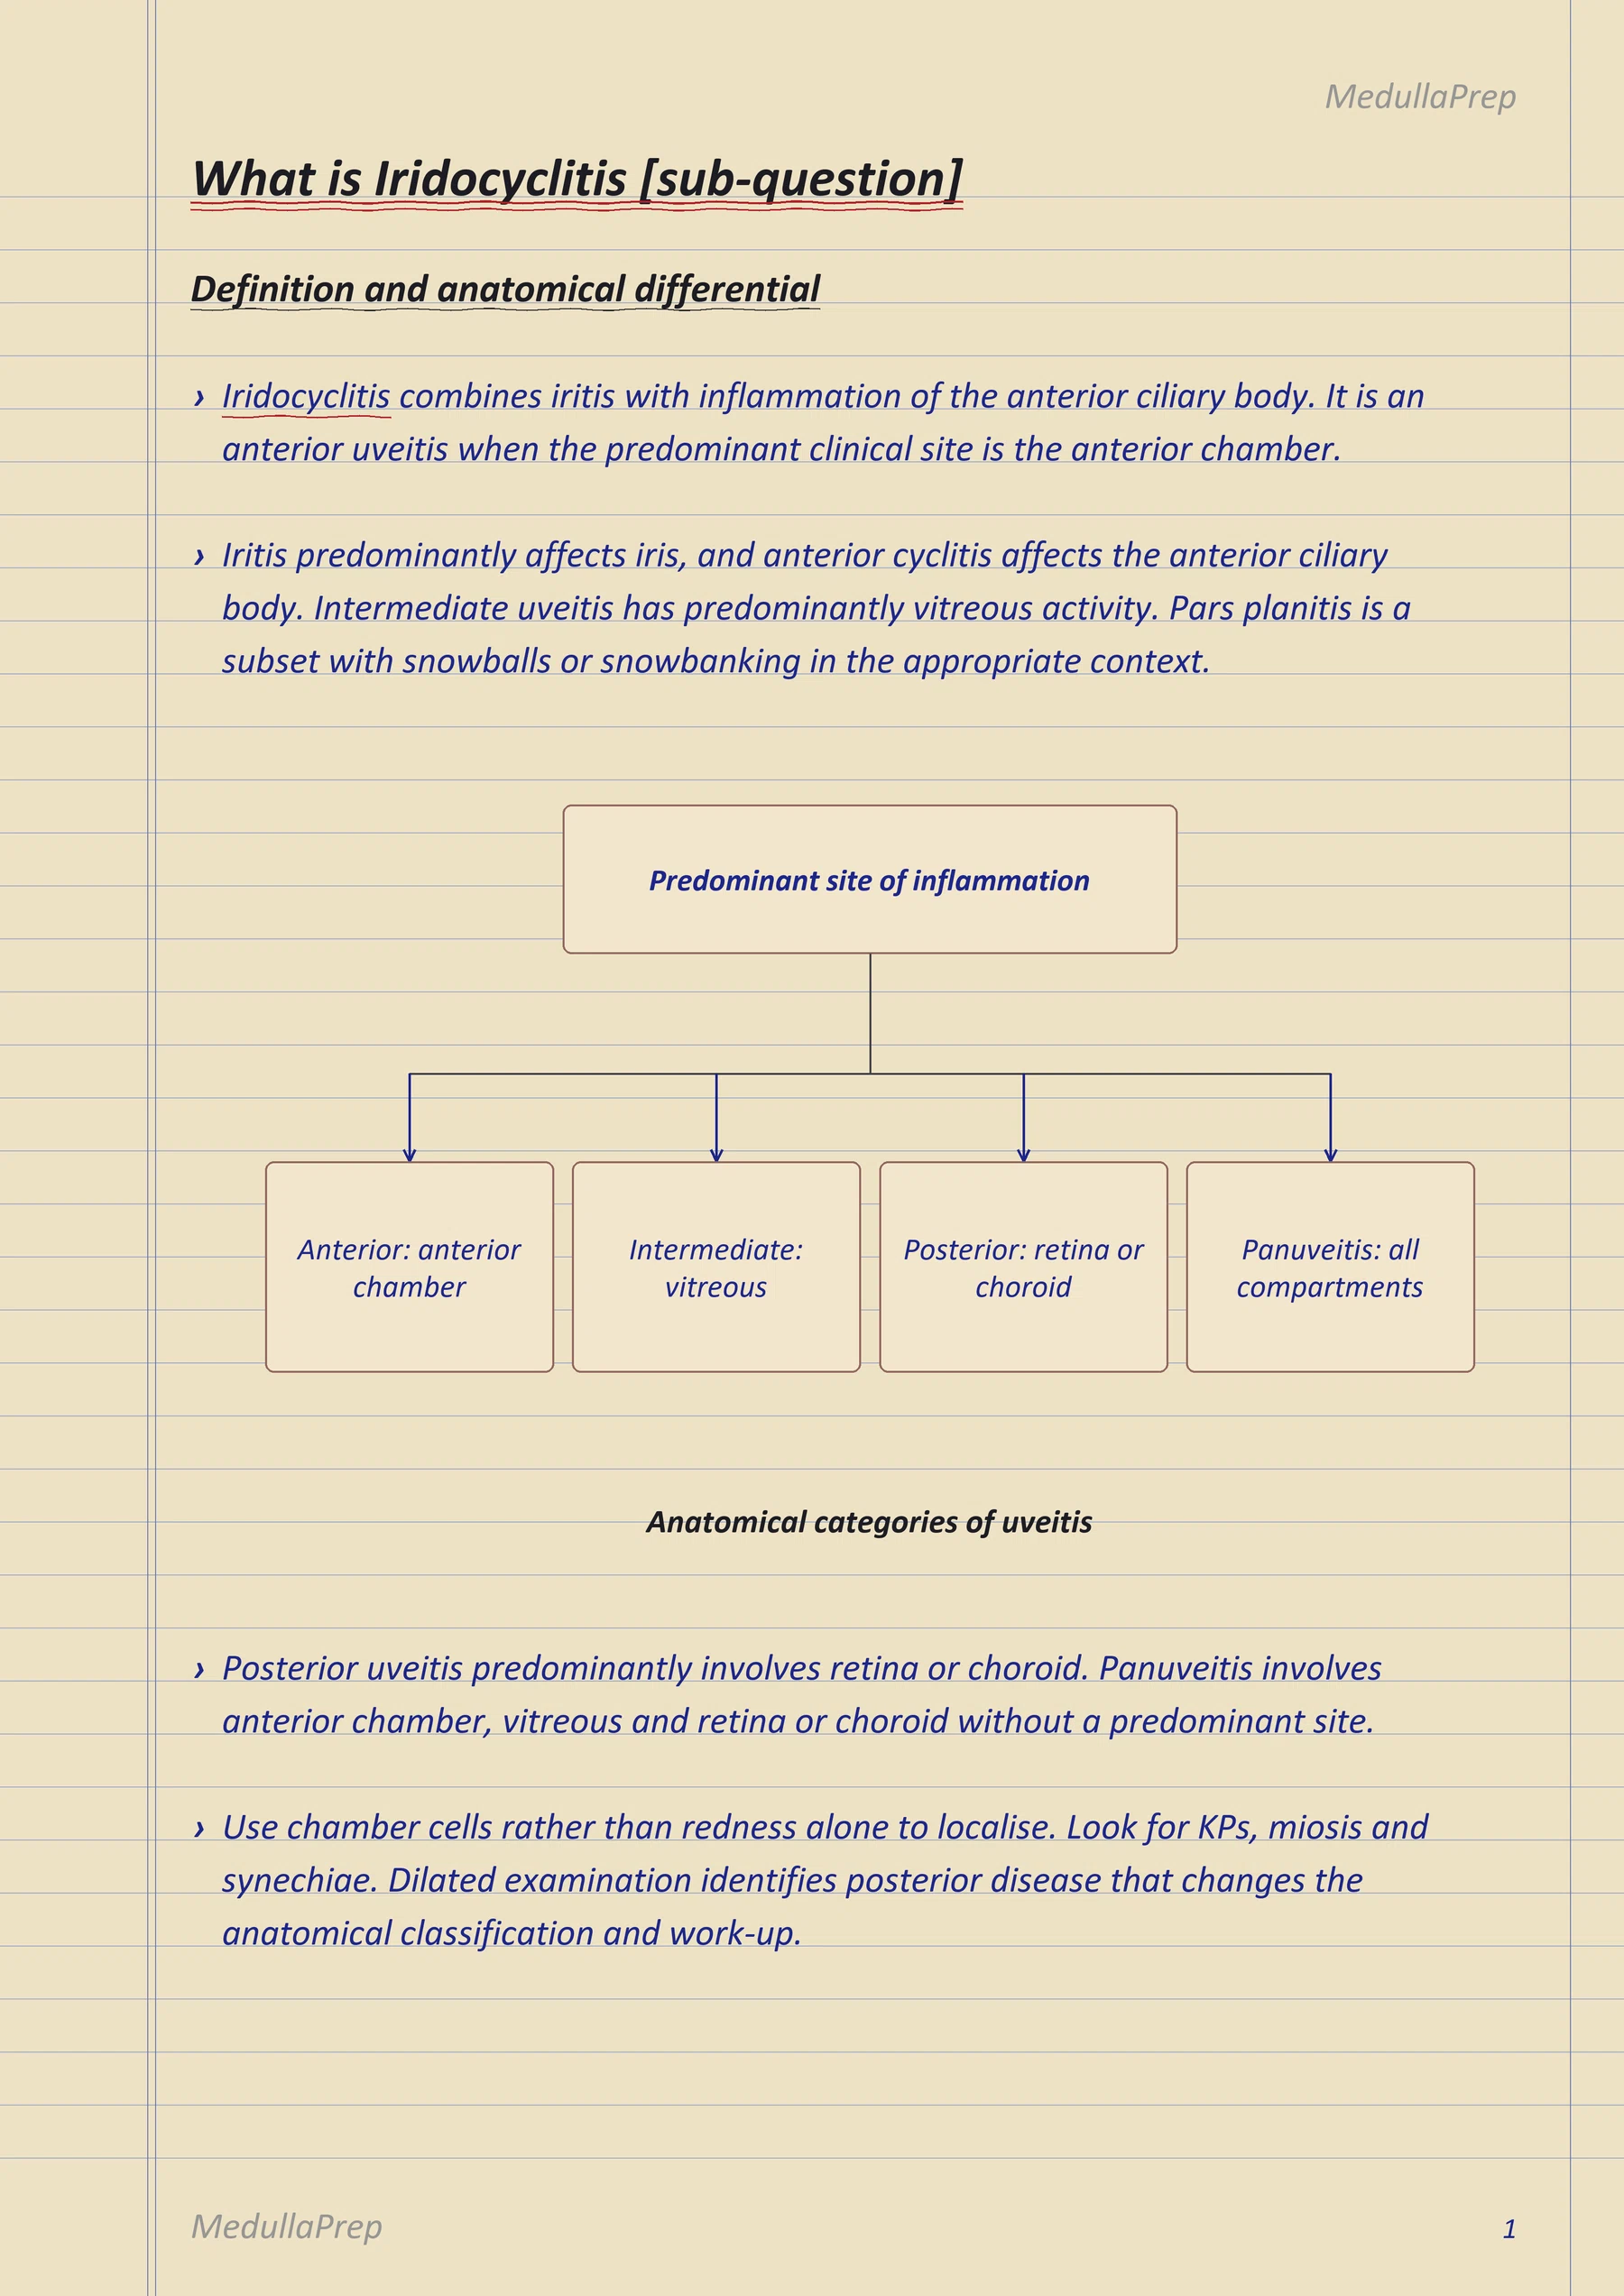 MedullaPrep
What is Iridocyclitis [sub-question]
Definition and anatomical differential
› Iridocyclitis combines iritis with inflammation of the anterior ciliary body. It is an
anterior uveitis when the predominant clinical site is the anterior chamber.
› Iritis predominantly affects iris, and anterior cyclitis affects the anterior ciliary
body. Intermediate uveitis has predominantly vitreous activity. Pars planitis is a
subset with snowballs or snowbanking in the appropriate context.
Predominant site of inflammation
Anterior: anterior
chamber
Intermediate:
vitreous
Posterior: retina or
choroid
Panuveitis: all
compartments
Anatomical categories of uveitis
› Posterior uveitis predominantly involves retina or choroid. Panuveitis involves
anterior chamber, vitreous and retina or choroid without a predominant site.
› Use chamber cells rather than redness alone to localise. Look for KPs, miosis and
synechiae. Dilated examination identifies posterior disease that changes the
anatomical classification and work-up.
MedullaPrep
1